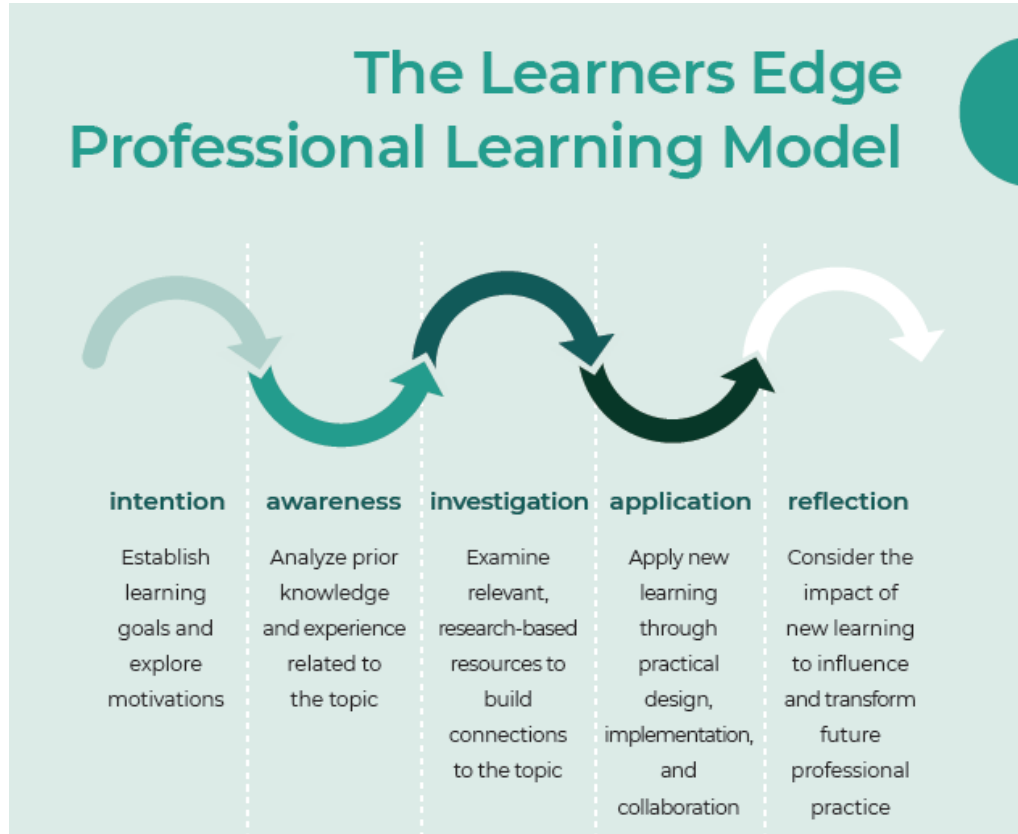 The Learners Edge
Professional Learning Model
intention
Establish
learning
goals and
explore
motivations
awareness
Analyze prior
knowledge
and experience
related to
the topic
investigation
Examine
relevant,
research-based
resources to
build
connections
to the topic
application
Apply new
learning
through
practical
design,
implementation,
and
collaboration
reflection
Consider the
impact of
new learning
to influence
and transform
future
professional
practice